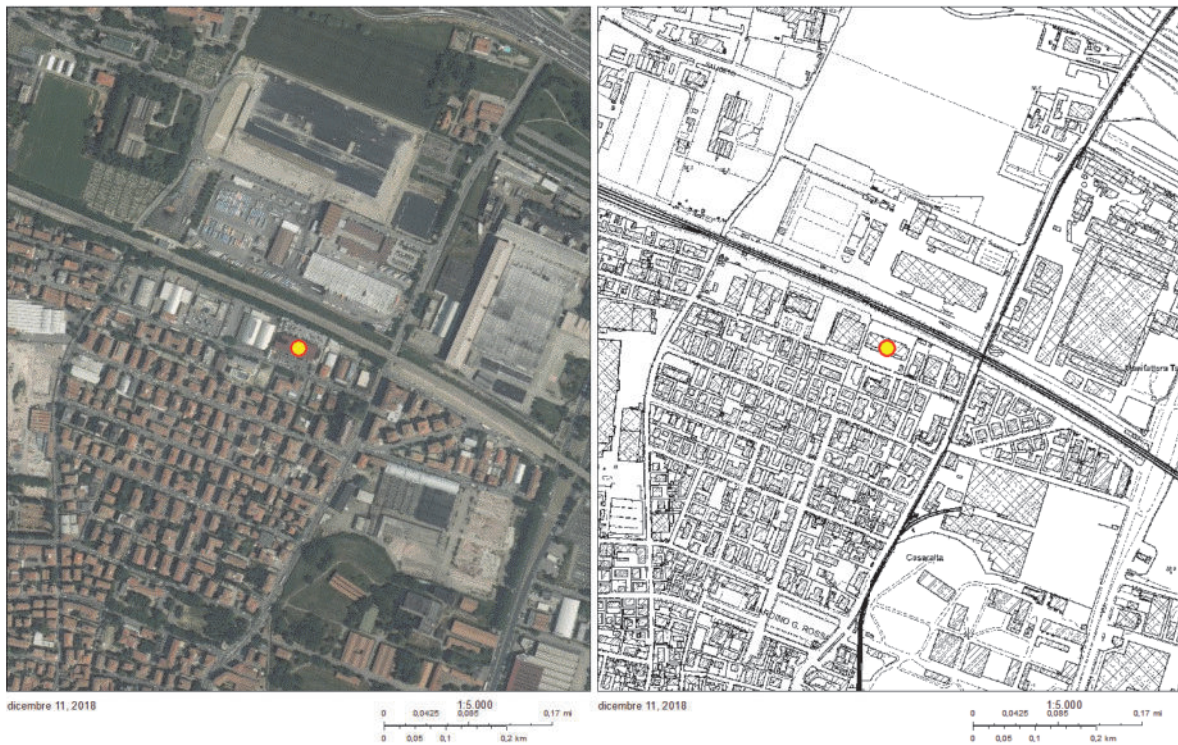 Casaralta
DINO G. ROSSI
dicembre 11, 2018
1:5.000
0 0,0425 0,085 0,17 mi
0 0,05 0,1 0,2 km
dicembre 11, 2018
1:5.000
0 0,0425 0,085 0,17 mi
0 0,05 0,1 0,2 km